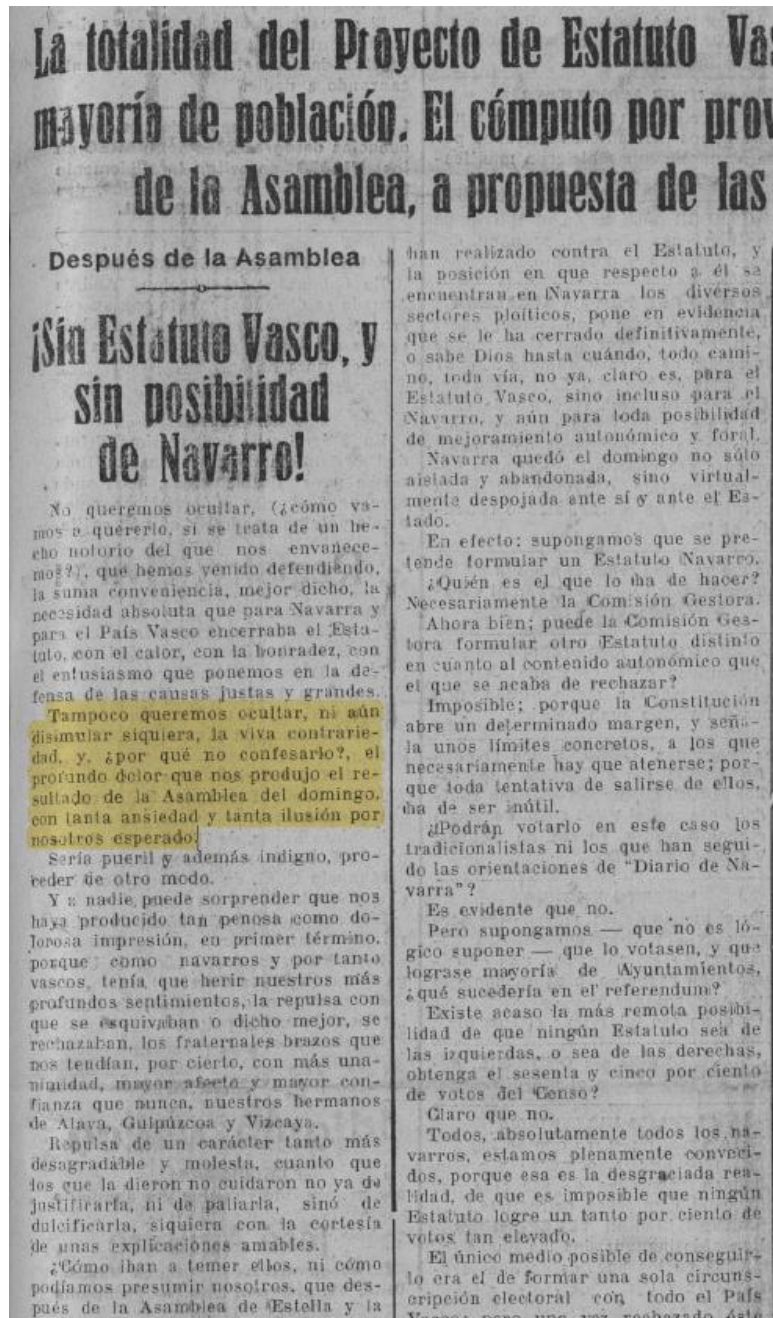 La totalidad del Proyecto de Estatuto Vas
mayoría de población. El cómputo por prov
de la Asamblea, a propuesta de las
Después de la Asamblea
¡Sin Estatuto Vasco, y
sin posibilidad
de Navarro!
No queremos ocultar, (¿cómo va-
mos a quererlo, si se trata de un he-
cho notorio del que nos envanece-
mos?), que hemos venido defendiendo,
la suma conveniencia, mejor dicho, la
necesidad absoluta que para Navarra y
para el País Vasco encerraba el Esta-
tuto, con el calor, con la honradez, con
el entusiasmo que ponemos en la de-
fensa de las causas justas y grandes.
Tampoco queremos ocultar, ni aún
disimular siquiera, la viva contrarie-
dad, y, ¿por qué no confesarlo?, el
profundo dolor que nos produjo el re-
sultado de la Asamblea del domingo,
con tanta ansiedad y tanta ilusión por
nosotros esperado.
Sería pueril y además indigno, pro-
ceder de otro modo.
Y a nadie puede sorprender que nos
haya producido tan penosa como do-
lorosa impresión, en primer término,
porque como navarros y por tanto
vascos, tenía que herir nuestros más
profundos sentimientos, la repulsa con
que se esquivaban o dicho mejor, se
rechazaban, los fraternales brazos que
nos tendían, por cierto, con más una-
nimidad, mayor afecto y mayor con-
fianza que nunca, nuestros hermanos
de Alava, Guipúzcoa y Vizcaya.
Repulsa de un carácter tanto más
desagradable y molesta, cuanto que
los que la dieron no cuidaron no ya de
justificarla, ni de paliarla, sinó de
dulcificarla, siquiera con la cortesía
de unas explicaciones amables.
¿Cómo iban a temer ellos, ni cómo
podíamos presumir nosotros, que des-
pués de la Asamblea de Estella y la
han realizado contra el Estatuto, y
la posición en que respecto a él se
encuentran en Navarra los diversos
sectores ploíticos, pone en evidencia
que se le ha cerrado definitivamente,
o sabe Dios hasta cuándo, todo cami-
no, toda vía, no ya, claro es, para el
Estatuto Vasco, sino incluso para el
Navarro, y aún para toda posibilidad
de mejoramiento autonómico y foral.
Navarra quedó el domingo no sólo
aislada y abandonada, sino virtual-
mente despojada ante sí y ante el Es-
tado.
En efecto: supongamos que se pre-
tende formular un Estatuto Navarro.
¿Quién es el que lo ha de hacer?
Necesariamente la Comisión Gestora.
Ahora bien; puede la Comisión Ges-
tora formular otro Estatuto distinto
en cuanto al contenido autonómico que
el que se acaba de rechazar?
Imposible; porque la Constitución
abre un determinado margen, y seña-
la unos límites concretos, a los que
necesariamente hay que atenerse; por-
que toda tentativa de salirse de ellos,
ha de ser inútil.
¿Podrán votarlo en este caso los
tradicionalistas ni los que han segui-
do las orientaciones de "Diario de Na-
varra"?
Es evidente que no.
Pero supongamos — que no es ló-
gico suponer — que lo votasen, y que
lograse mayoría de Ayuntamientos,
¿qué sucedería en el referendum?
Existe acaso la más remota posibi-
lidad de que ningún Estatuto sea de
las izquierdas, o sea de las derechas,
obtenga el sesenta y cinco por ciento
de votos del Censo?
Claro que no.
Todos, absolutamente todos los na-
varros, estamos plenamente convenci-
dos, porque esa es la desgraciada rea-
lidad, de que es imposible que ningún
Estatuto logre un tanto por ciento de
votos tan elevado.
El único medio posible de conseguir-
lo era el de formar una sola circuns-
cripción electoral con todo el País
Vasco; pero una vez rechazado éste